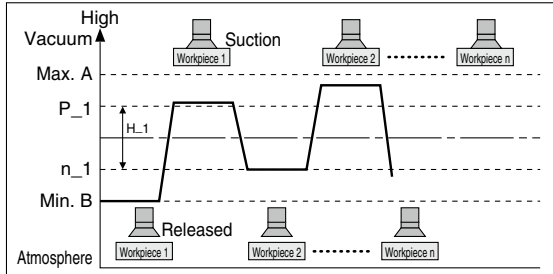 High
Vacuum
Suction
Workpiece 1
Workpiece 2
Workpiece n
Max. A
P_1
H_1
n_1
Min. B
Released
Workpiece 1
Workpiece 2
Workpiece n
Atmosphere